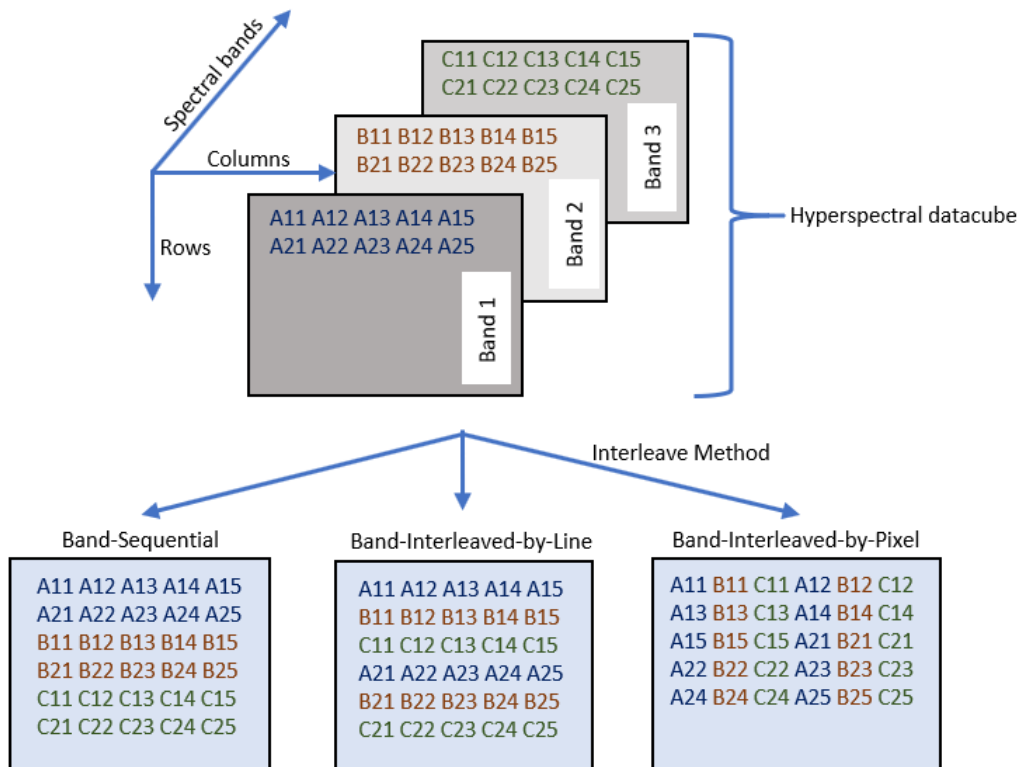 Spectral bands
Columns
Rows
C11 C12 C13 C14 C15
C21 C22 C23 C24 C25
Band 3
B11 B12 B13 B14 B15
B21 B22 B23 B24 B25
Band 2
A11 A12 A13 A14 A15
A21 A22 A23 A24 A25
Band 1
Hyperspectral datacube
Interleave Method
Band-Sequential
A11 A12 A13 A14 A15
A21 A22 A23 A24 A25
B11 B12 B13 B14 B15
B21 B22 B23 B24 B25
C11 C12 C13 C14 C15
C21 C22 C23 C24 C25
Band-Interleaved-by-Line
A11 A12 A13 A14 A15
B11 B12 B13 B14 B15
C11 C12 C13 C14 C15
A21 A22 A23 A24 A25
B21 B22 B23 B24 B25
C21 C22 C23 C24 C25
Band-Interleaved-by-Pixel
A11 B11 C11 A12 B12 C12
A13 B13 C13 A14 B14 C14
A15 B15 C15 A21 B21 C21
A22 B22 C22 A23 B23 C23
A24 B24 C24 A25 B25 C25